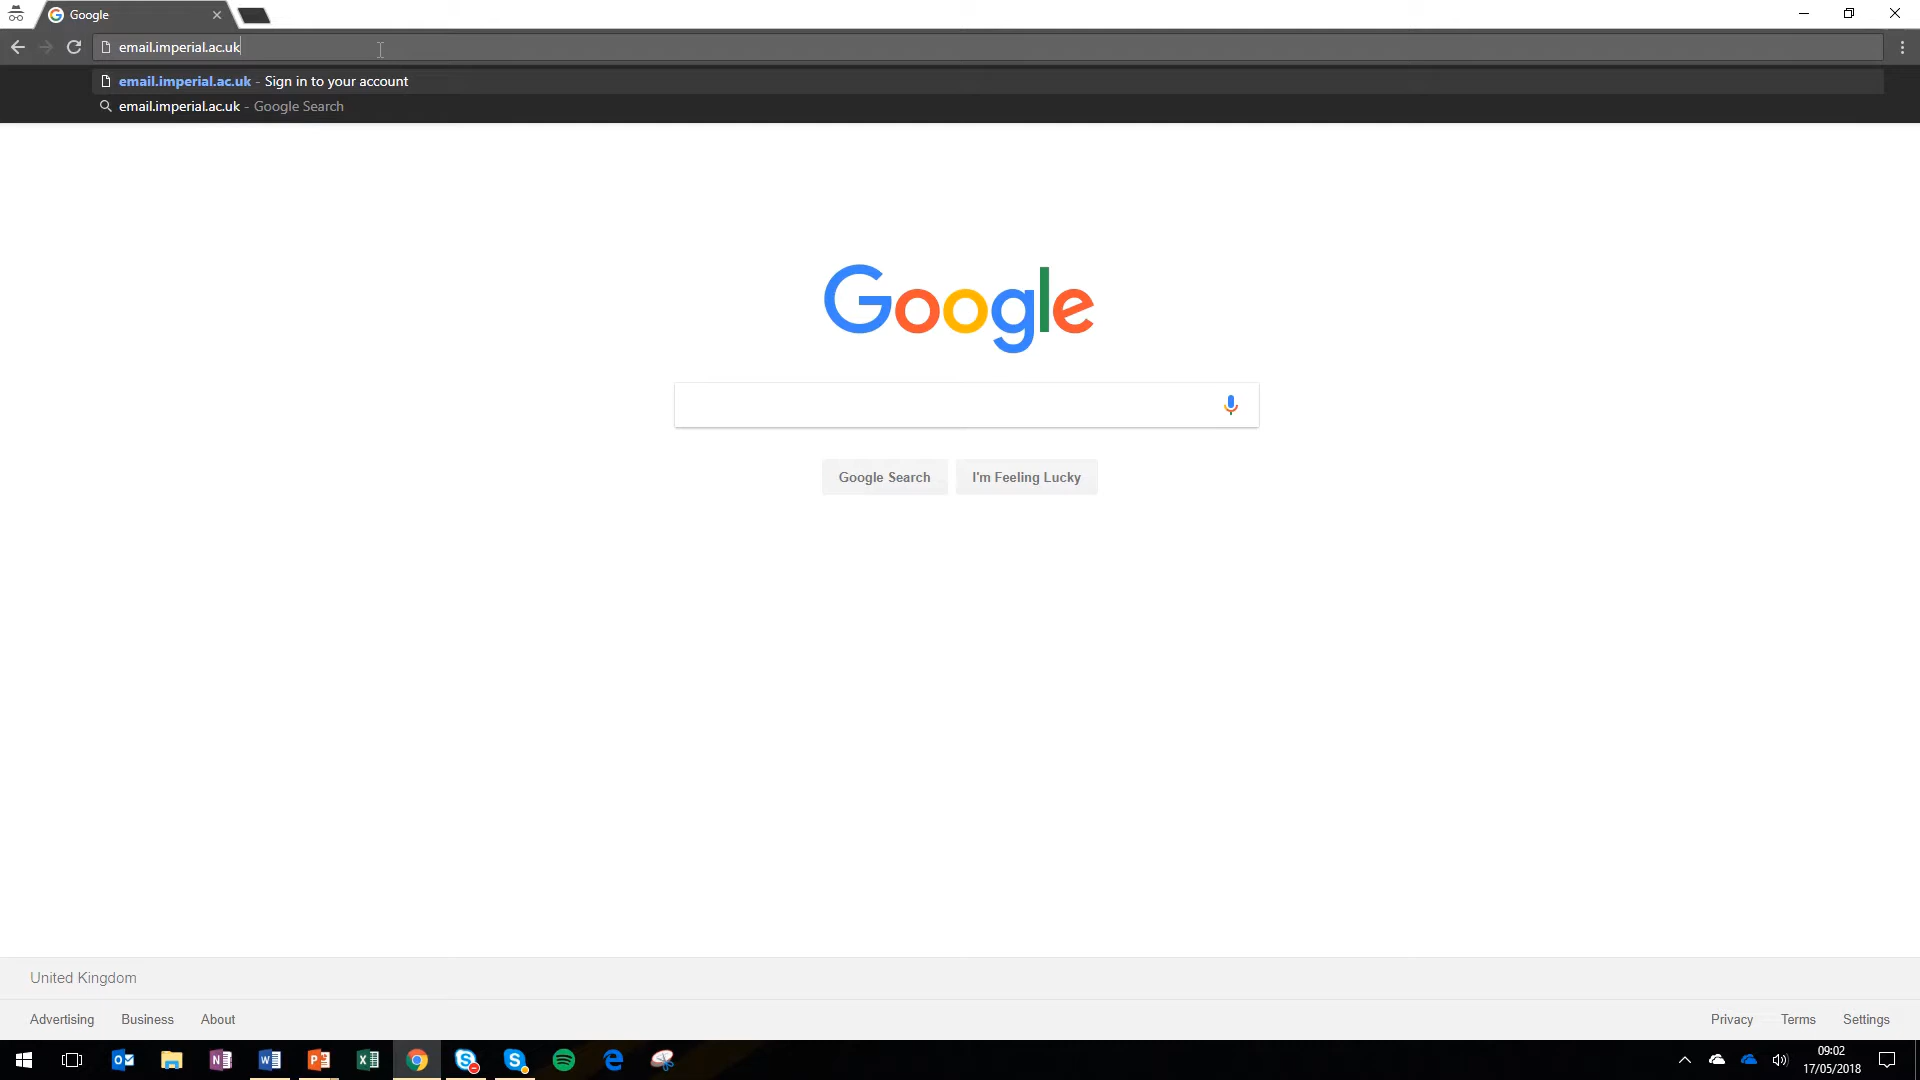 Google
email.imperial.ac.uk
email.imperial.ac.uk - Sign in to your account
email.imperial.ac.uk - Google Search
Google
Google Search
I'm Feeling Lucky
United Kingdom
Advertising Business About
Privacy Terms Settings
09:02
17/05/2018